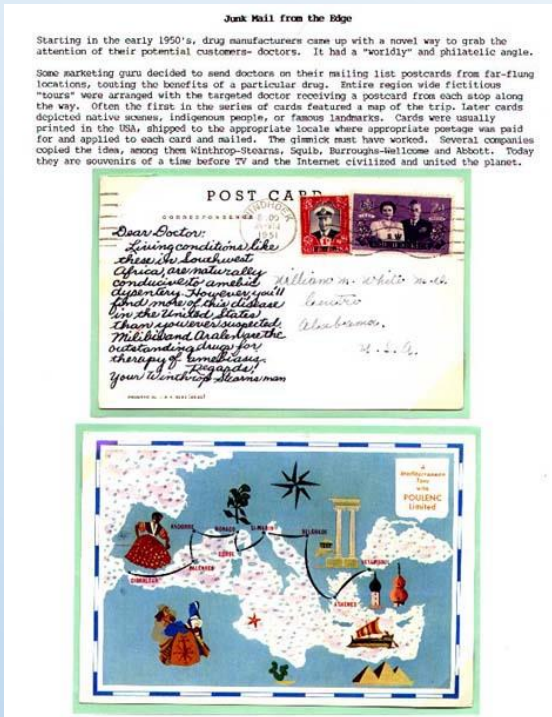 Junk Mail from the Edge
Starting in the early 1950's, drug manufacturers came up with a novel way to grab the
attention of their potential customers- doctors. It had a "worldly" and philatelic angle.
Some marketing guru decided to send doctors on their mailing list postcards from far-flung
locations, touting the benefits of a particular drug. Entire region wide fictitious
"tours" were arranged with the targeted doctor receiving a postcard from each stop along
the way. Often the first in the series of cards featured a map of the trip. Later cards
depicted native scenes, indigenous people, or famous landmarks. Cards were usually
printed in the USA, shipped to the appropriate locale where appropriate postage was paid
for and applied to each card and mailed. The gimmick must have worked. Several companies
copied the idea, among them Winthrop-Stearns, Squib, Burroughs-Wellcome and Abbott. Today
they are souvenirs of a time before TV and the Internet civilized and united the planet.
POST CARD
CORRESPONDENCE
1951
Dear Doctor:
Living conditions like
these in Southwest
Africa, are naturally
conducive to amebic
dysentery. However you'll
find more of this disease
in the United States
than you ever suspected.
Milibis and Aralen are the
outstanding drugs for
therapy of amebiasis.
Regards!
Your Winthrop Stearns man
William M. White
U.S.A.
A
Mediterranean
Tour
with
POULENC
Limited
ANDORRE
MONACO
St MARIN
BELGRADE
CORSE
GIBRALTAR
ATHENES